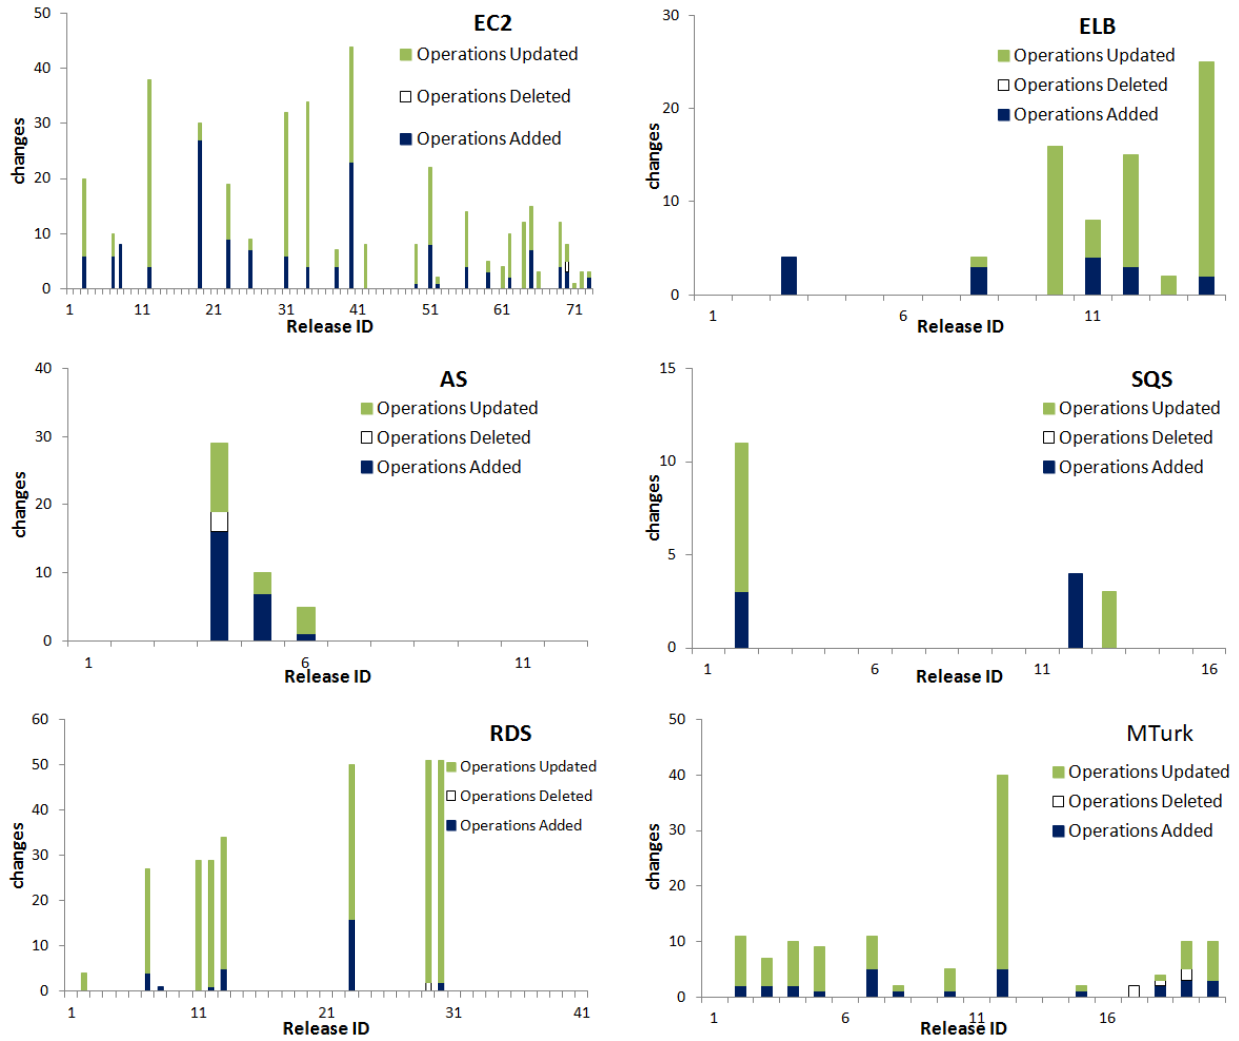 EC2
Operations Updated
Operations Deleted
Operations Added
changes
50
40
30
20
10
0
1 11 21 31 41 51 61 71
Release ID
ELB
Operations Updated
Operations Deleted
Operations Added
changes
30
20
10
0
1 6 11
Release ID
AS
Operations Updated
Operations Deleted
Operations Added
changes
40
30
20
10
0
1 6 11
Release ID
SQS
Operations Updated
Operations Deleted
Operations Added
changes
15
10
5
0
1 6 11 16
Release ID
RDS
Operations Updated
Operations Deleted
Operations Added
changes
60
50
40
30
20
10
0
1 11 21 31 41
Release ID
MTurk
Operations Updated
Operations Deleted
Operations Added
changes
50
40
30
20
10
0
1 6 11 16
Release ID